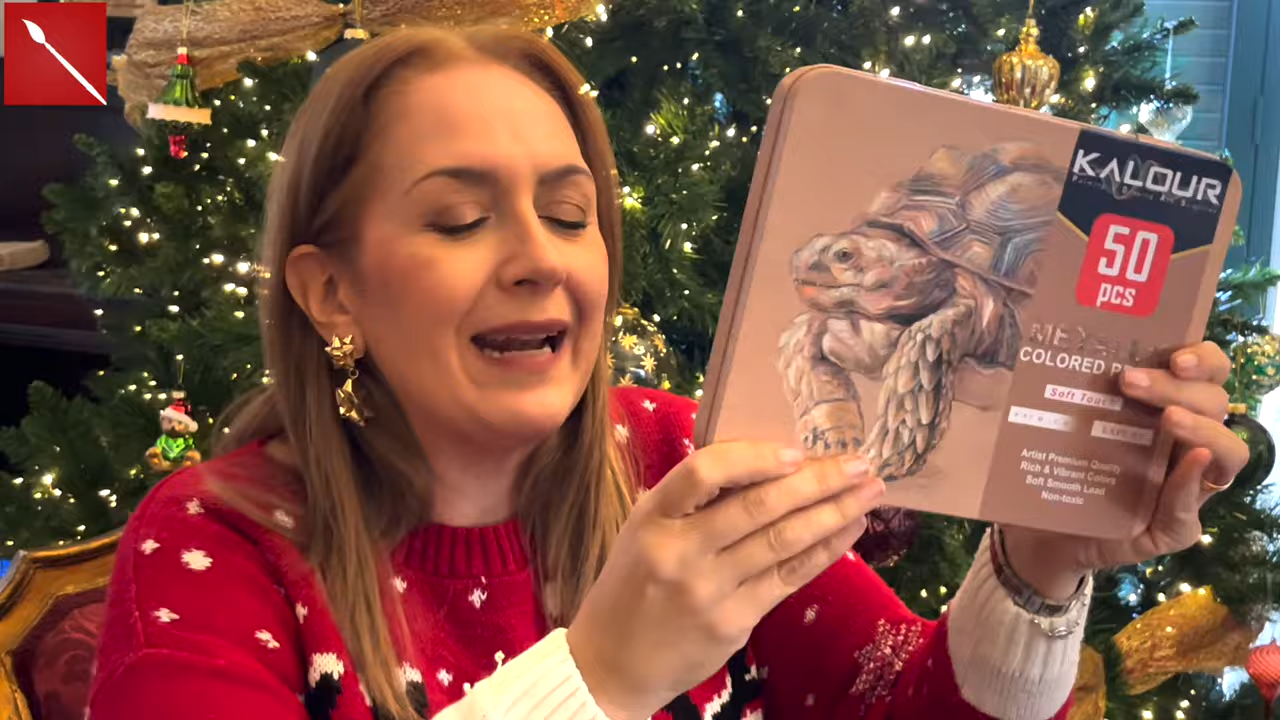 KALOUR
50
pcs
COLORED
Soft Touch
Artist Premium Quality
Rich & Vibrant Colors
Soft Smooth Lead
Non-toxic